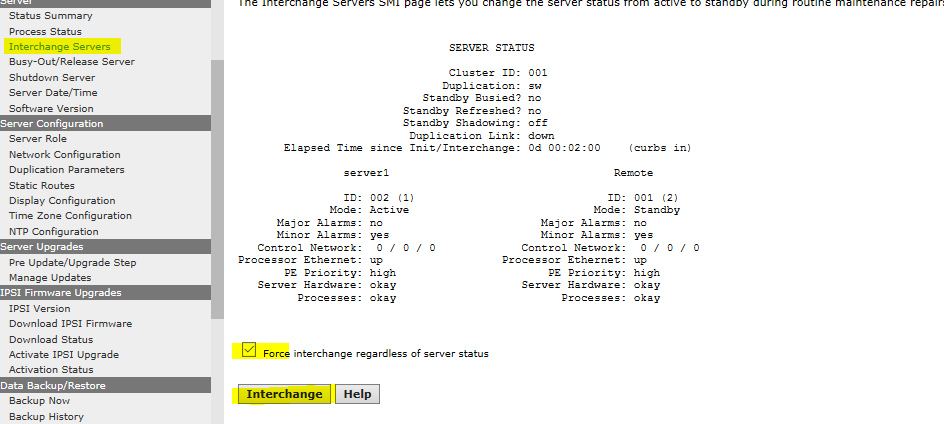 Server
Status Summary
Process Status
Interchange Servers
Busy-Out/Release Server
Shutdown Server
Server Date/Time
Software Version
Server Configuration
Server Role
Network Configuration
Duplication Parameters
Static Routes
Display Configuration
Time Zone Configuration
NTP Configuration
Server Upgrades
Pre Update/Upgrade Step
Manage Updates
IPSI Firmware Upgrades
IPSI Version
Download IPSI Firmware
Download Status
Activate IPSI Upgrade
Activation Status
Data Backup/Restore
Backup Now
Backup History
The Interchange Servers SMI page lets you change the server status from active to standby during routine maintenance repairs
SERVER STATUS
Cluster ID: 001
Duplication: sw
Standby Busied? no
Standby Refreshed? no
Standby Shadowing: off
Duplication Link: down
Elapsed Time since Init/Interchange: 0d 00:02:00 (curbs in)
server1 Remote
ID: 002 (1) ID: 001 (2)
Mode: Active Mode: Standby
Major Alarms: no Major Alarms: no
Minor Alarms: yes Minor Alarms: yes
Control Network: 0 / 0 / 0 Control Network: 0 / 0 / 0
Processor Ethernet: up Processor Ethernet: up
PE Priority: high PE Priority: high
Server Hardware: okay Server Hardware: okay
Processes: okay Processes: okay
Force interchange regardless of server status
Interchange Help